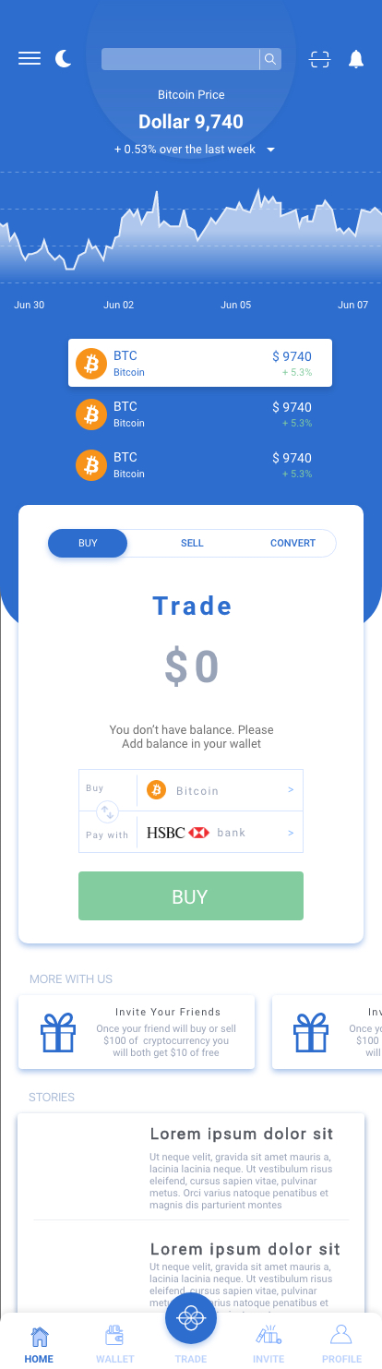 Bitcoin Price
Dollar 9,740
+ 0.53% over the last week
Jun 30 Jun 02 Jun 05 Jun 07
BTC $ 9740
Bitcoin + 5.3%
BTC $ 9740
Bitcoin + 5.3%
BTC $ 9740
Bitcoin + 5.3%
BUY SELL CONVERT
Trade
$0
You don't have balance. Please
Add balance in your wallet
Buy Bitcoin >
Pay with HSBC bank >
BUY
MORE WITH US
Invite Your Friends
Once your friend will buy or sell
$100 of cryptocurrency you
will both get $10 of free
Inv
Once yo
$100
will
STORIES
Lorem ipsum dolor sit
Ut neque velit, gravida sit amet mauris a,
lacinia lacinia neque. Ut vestibulum risus
eleifend, cursus sapien vitae, pulvinar
metus. Orci varius natoque penatibus et
magnis dis parturient montes
Lorem ipsum dolor sit
Ut neque velit, gravida sit amet mauris a,
lacinia lacinia neque. Ut vestibulum risus
eleifend, cursus sapien vitae, pulvinar
natoque penatibus et
HOME WALLET TRADE INVITE PROFILE